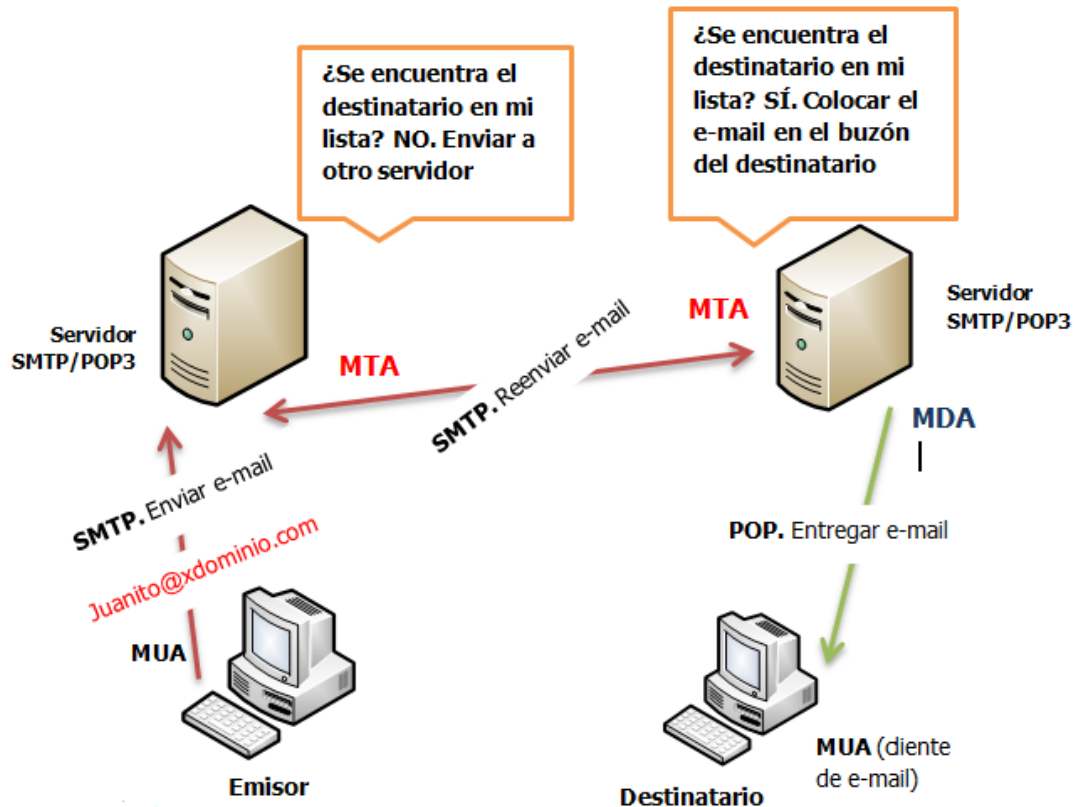 ¿Se encuentra el
destinatario en mi
lista? NO. Enviar a
otro servidor
¿Se encuentra el
destinatario en mi
lista? SÍ. Colocar el
e-mail en el buzón
del destinatario
Servidor
SMTP/POP3
MTA
SMTP. Reenviar e-mail
MTA
Servidor
SMTP/POP3
MDA
SMTP. Enviar e-mail
Juanito@xdominio.com
MUA
Emisor
POP. Entregar e-mail
MUA (diente
de e-mail)
Destinatario